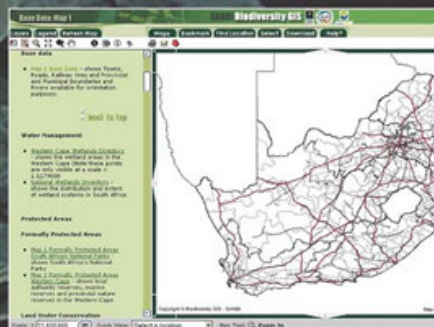 Base Data Map 1
SANBI Biodiversity GIS
Layers Legend Refresh Map
Maps Bookmark Find Location Select Download Help?
Base data
Map 1 Base Data - shows Towns,
Roads, Railway lines and Provincial
and Municipal Boundaries and
Rivers available for orientation
purposes.
back to top
Water Management
Western Cape Wetlands Directory
- shows the wetland areas in the
Western Cape (Note these points
are only visible at a scale <
National Wetlands Inventory -
shows the distribution and extent
of wetland systems in South Africa
Protected Areas
Formally Protected Areas
Map 1 Formally Protected Areas
South African National Parks -
shows South Africa's National
Parks
Map 2 Formally Protected Areas
Western Cape - shows local
authority reserves, marine
reserves and provincial nature
reserves in the Western Cape
Land Under Conservation
Copyright © Biodiversity GIS - SANBI
Map
Scale 1: Quick View: Select a location Map Tool: Zoom In